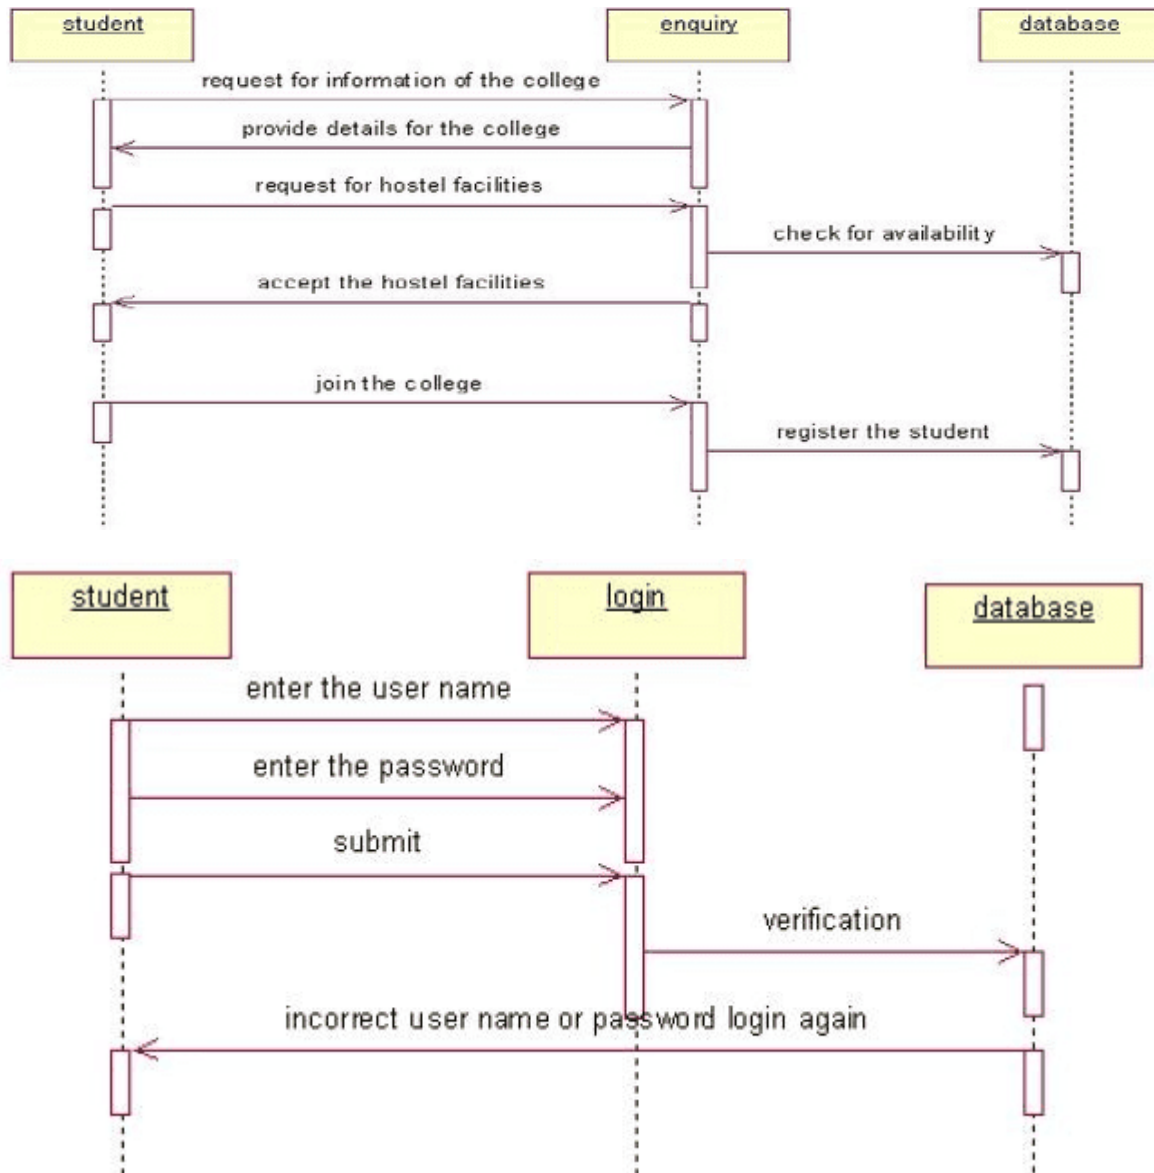 student
enquiry
database
request for information of the college
provide details for the college
request for hostel facilities
check for availability
accept the hostel facilities
join the college
register the student
student
login
database
enter the user name
enter the password
submit
verification
incorrect user name or password login again